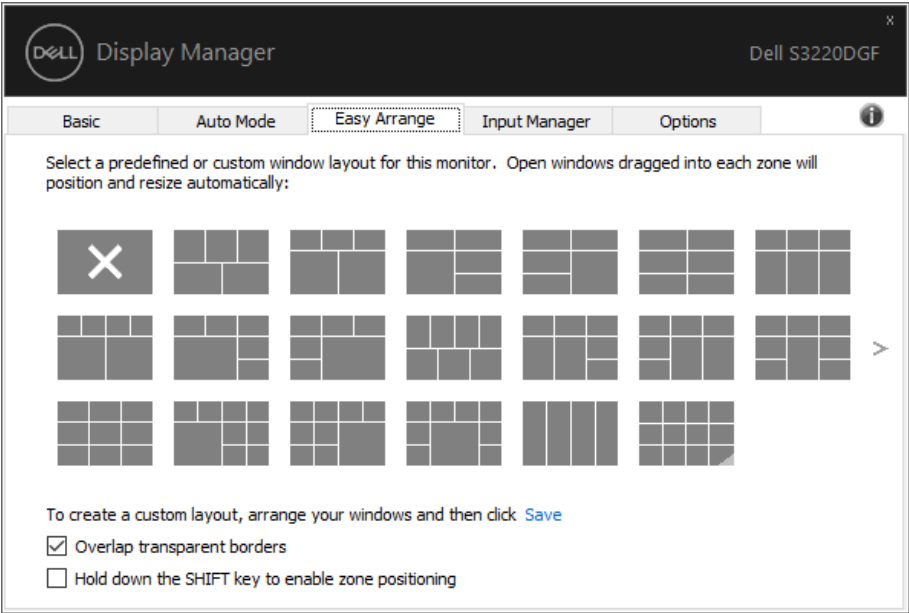 x
DELL Display Manager
Dell S3220DGF
Basic Auto Mode Easy Arrange Input Manager Options
Select a predefined or custom window layout for this monitor. Open windows dragged into each zone will
position and resize automatically:
>
To create a custom layout, arrange your windows and then click Save
Overlap transparent borders
Hold down the SHIFT key to enable zone positioning